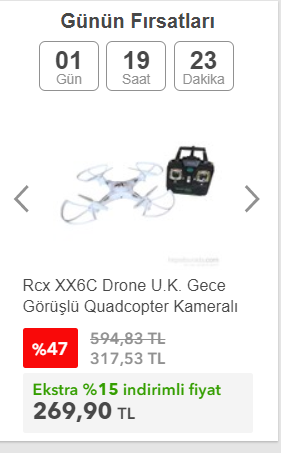 Günün Fırsatları
01 19 23
Gün Saat Dakika
Rcx XX6C Drone U.K. Gece
Görüşlü Quadcopter Kameralı
%47
594,83 TL
317,53 TL
Ekstra %15 indirimli fiyat
269,90 TL